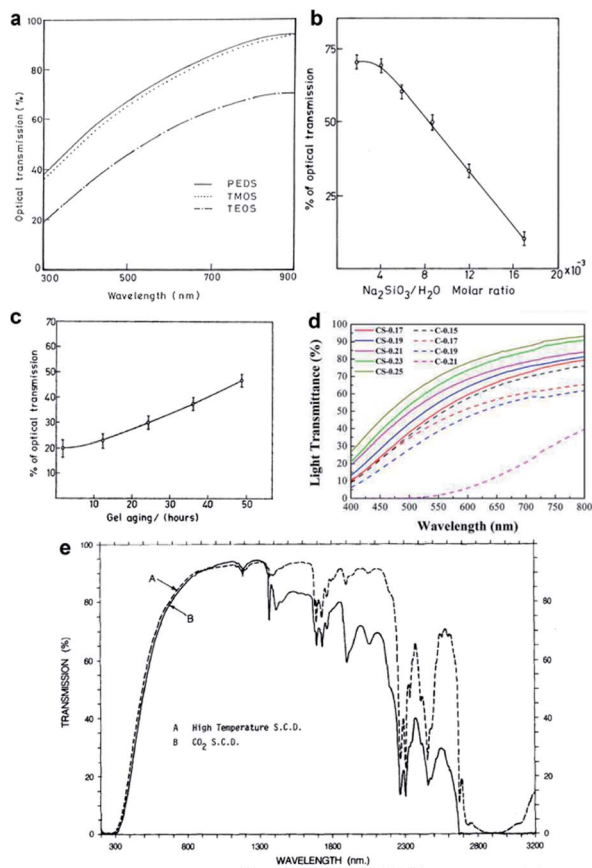 a
Optical transmission (%)
100
80
60
40
20
0
PEDS
TMOS
TEOS
300
500
700
900
Wavelength (nm)
b
% of optical transmission
75
50
25
4
8
12
16
20
×10⁻³
Na₂SiO₃/H₂O Molar ratio
c
% of optical transmission
70
60
50
40
30
20
10
0
10
20
30
40
50
Gel aging/(hours)
d
Light Transmittance (%)
100
90
80
70
60
50
40
30
20
10
0
CS-0.17
CS-0.19
CS-0.21
CS-0.23
CS-0.25
C-0.15
C-0.17
C-0.19
C-0.21
400
450
500
550
600
650
700
750
800
Wavelength (nm)
e
TRANSMISSION (%)
100
80
60
40
20
0
A
B
A High Temperature S.C.D.
B CO₂ S.C.D.
80
60
40
20
0
200
300
900
1300
1800
2300
2700
3200
WAVELENGTH (nm.)